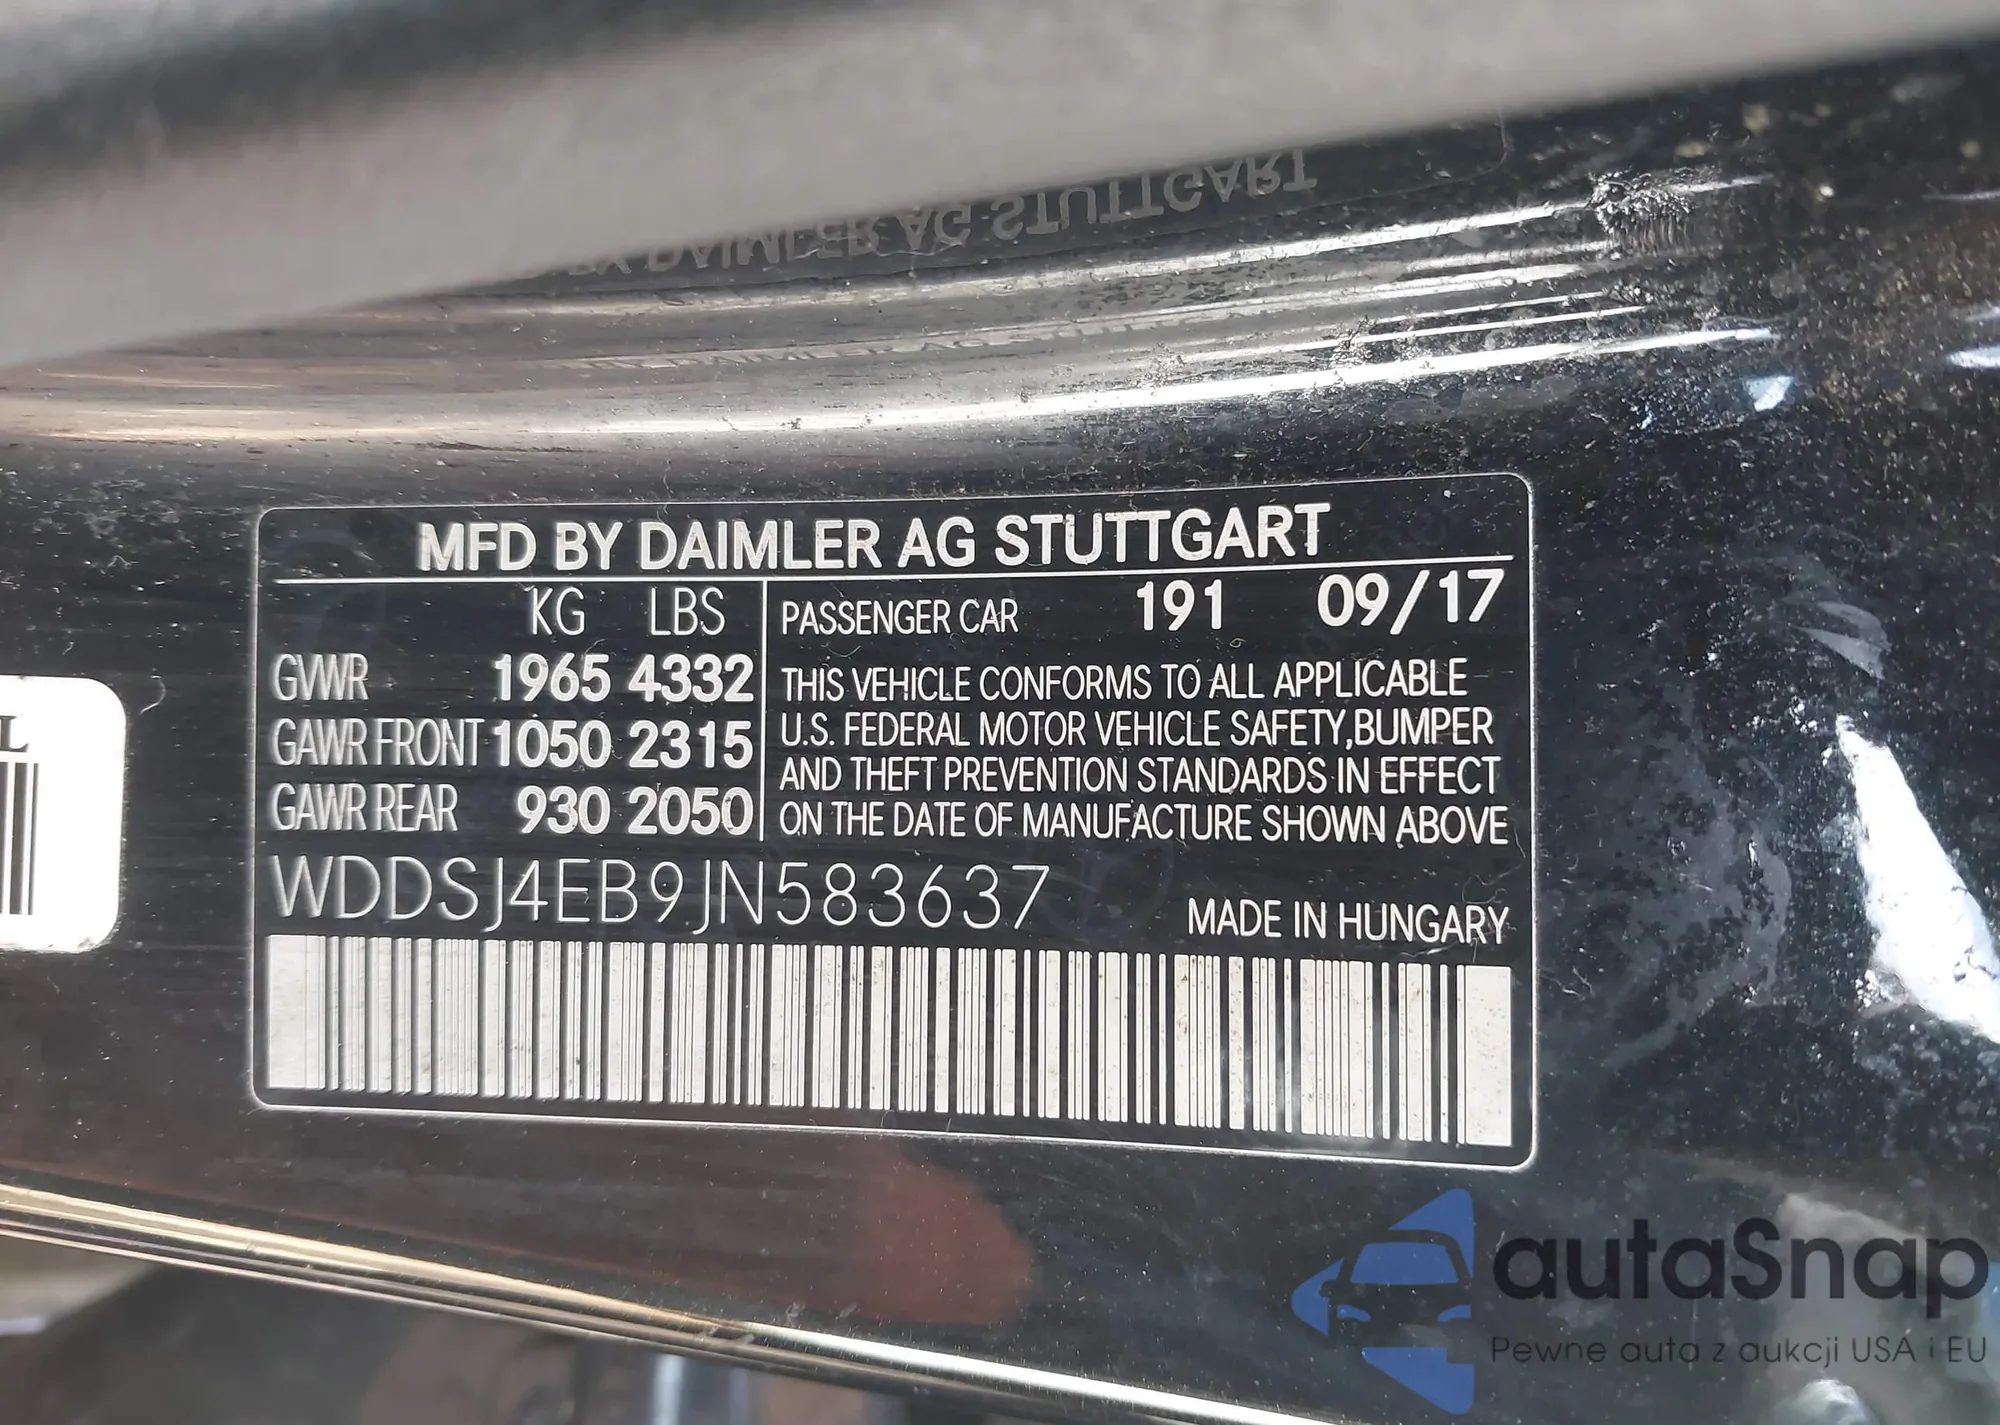 MFD BY DAIMLER AG STUTTGART
KG LBS
GVWR 1965 4332
GAWR FRONT 1050 2315
GAWR REAR 930 2050
PASSENGER CAR 191 09/17
THIS VEHICLE CONFORMS TO ALL APPLICABLE
U.S. FEDERAL MOTOR VEHICLE SAFETY,BUMPER
AND THEFT PREVENTION STANDARDS IN EFFECT
ON THE DATE OF MANUFACTURE SHOWN ABOVE
WDDSJ4EB9JN583637
MADE IN HUNGARY
autaSnap
Pewne auta z aukcji USA i EU